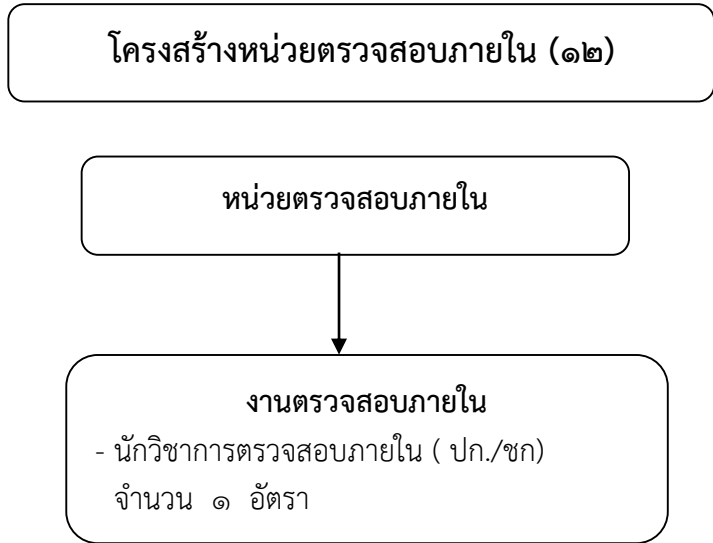 โครงสร้างหน่วยตรวจสอบภายใน (๑๒)
หน่วยตรวจสอบภายใน
งานตรวจสอบภายใน
- นักวิชาการตรวจสอบภายใน ( ปก./ชก)
จำนวน ๑ อัตรา